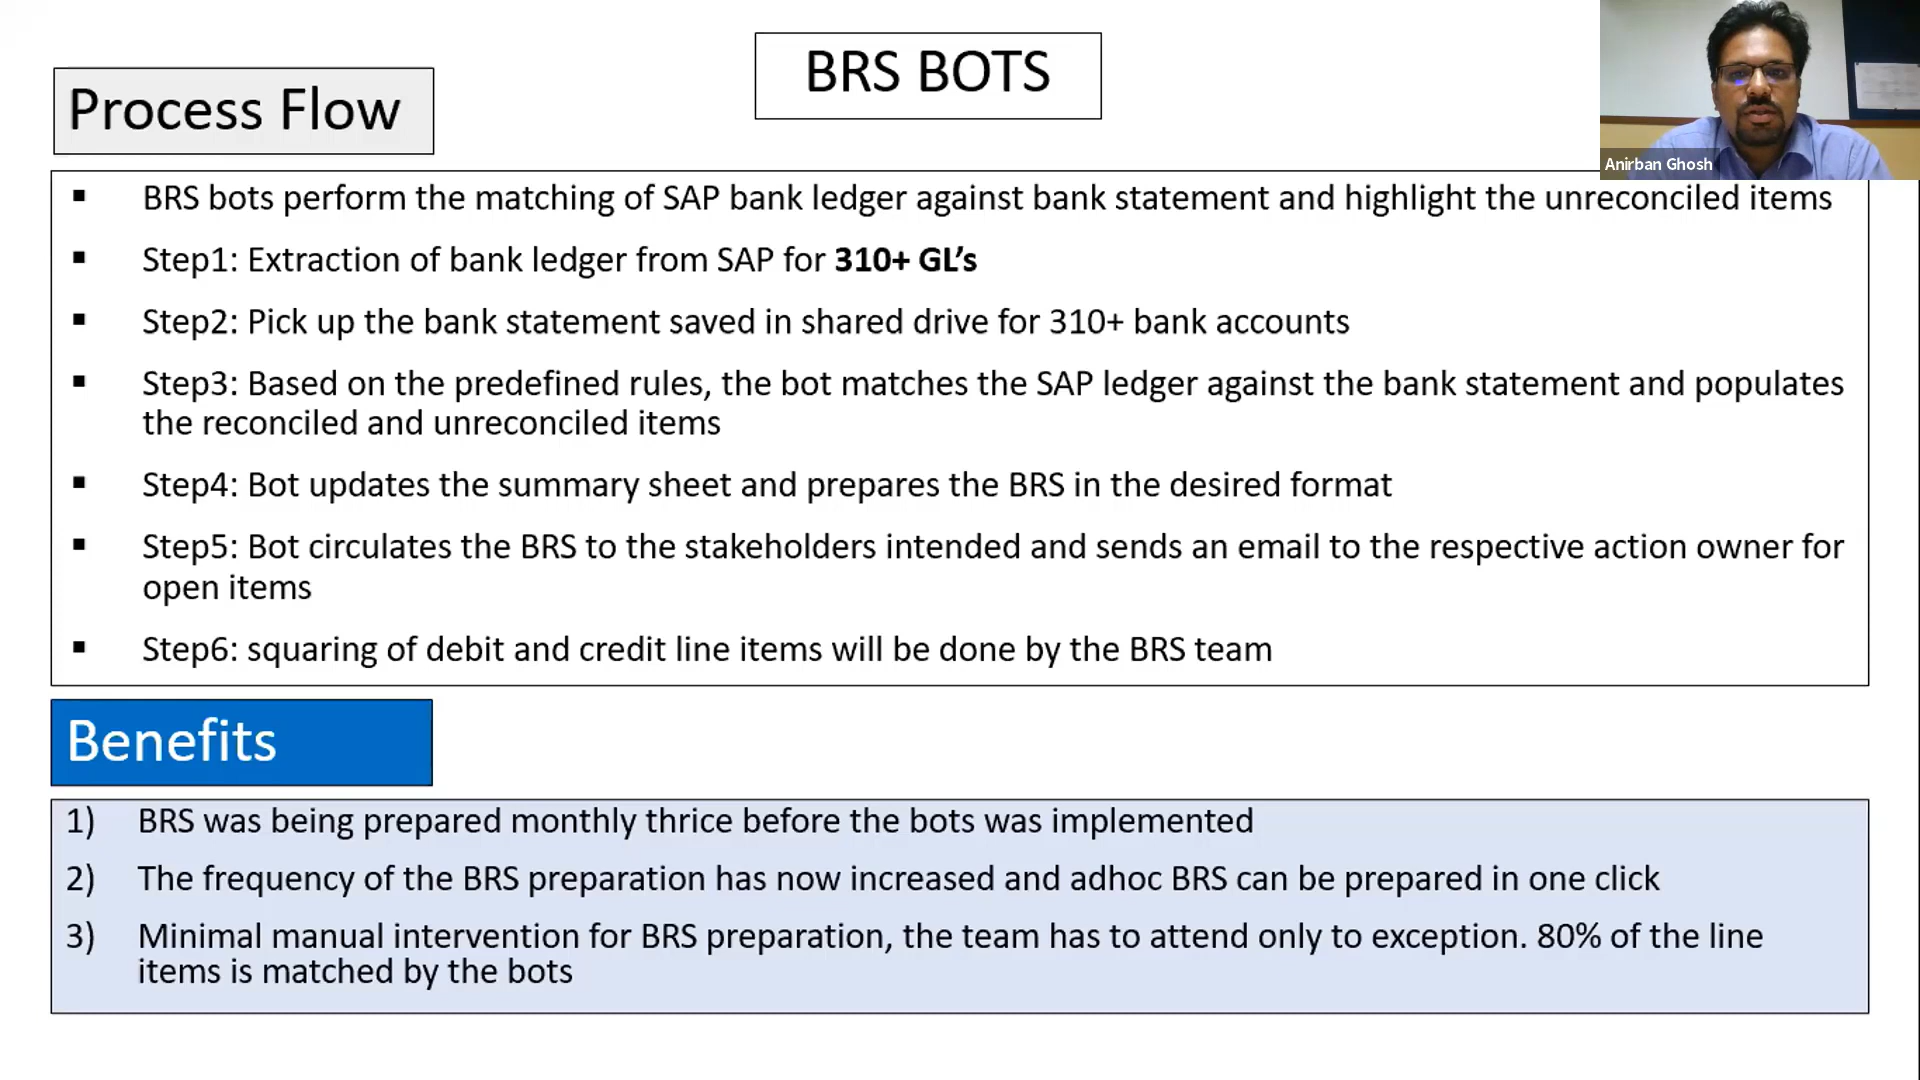 BRS BOTS
Process Flow
Anirban Ghosh
▪ BRS bots perform the matching of SAP bank ledger against bank statement and highlight the unreconciled items
▪ Step1: Extraction of bank ledger from SAP for 310+ GL’s
▪ Step2: Pick up the bank statement saved in shared drive for 310+ bank accounts
▪ Step3: Based on the predefined rules, the bot matches the SAP ledger against the bank statement and populates
the reconciled and unreconciled items
▪ Step4: Bot updates the summary sheet and prepares the BRS in the desired format
▪ Step5: Bot circulates the BRS to the stakeholders intended and sends an email to the respective action owner for
open items
▪ Step6: squaring of debit and credit line items will be done by the BRS team
Benefits
1) BRS was being prepared monthly thrice before the bots was implemented
2) The frequency of the BRS preparation has now increased and adhoc BRS can be prepared in one click
3) Minimal manual intervention for BRS preparation, the team has to attend only to exception. 80% of the line
items is matched by the bots